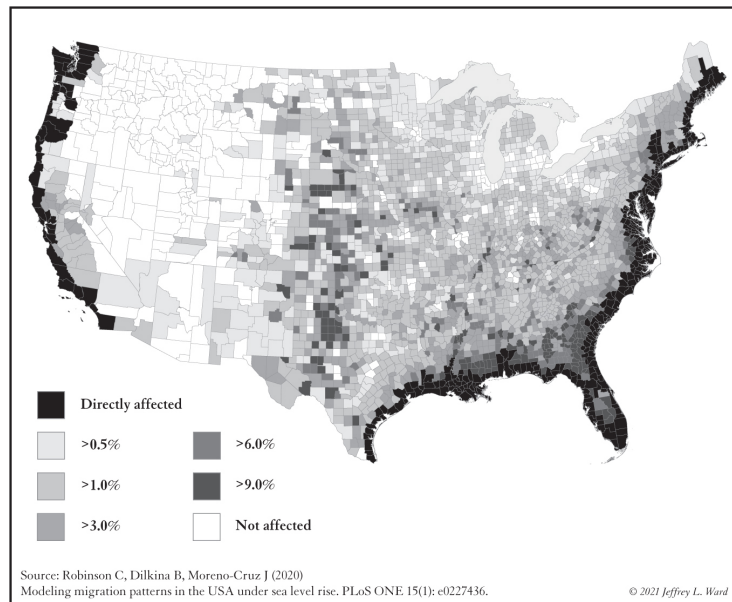 Directly affected
>0.5%
>6.0%
>1.0%
>9.0%
>3.0%
Not affected
Source: Robinson C, Dilkina B, Moreno-Cruz J (2020)
Modeling migration patterns in the USA under sea level rise. PLoS ONE 15(1): e0227436.
© 2021 Jeffrey L. Ward